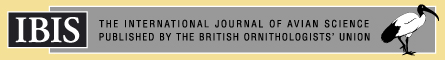 IBIS
THE INTERNATIONAL JOURNAL OF AVIAN SCIENCE
PUBLISHED BY THE BRITISH ORNITHOLOGISTS' UNION